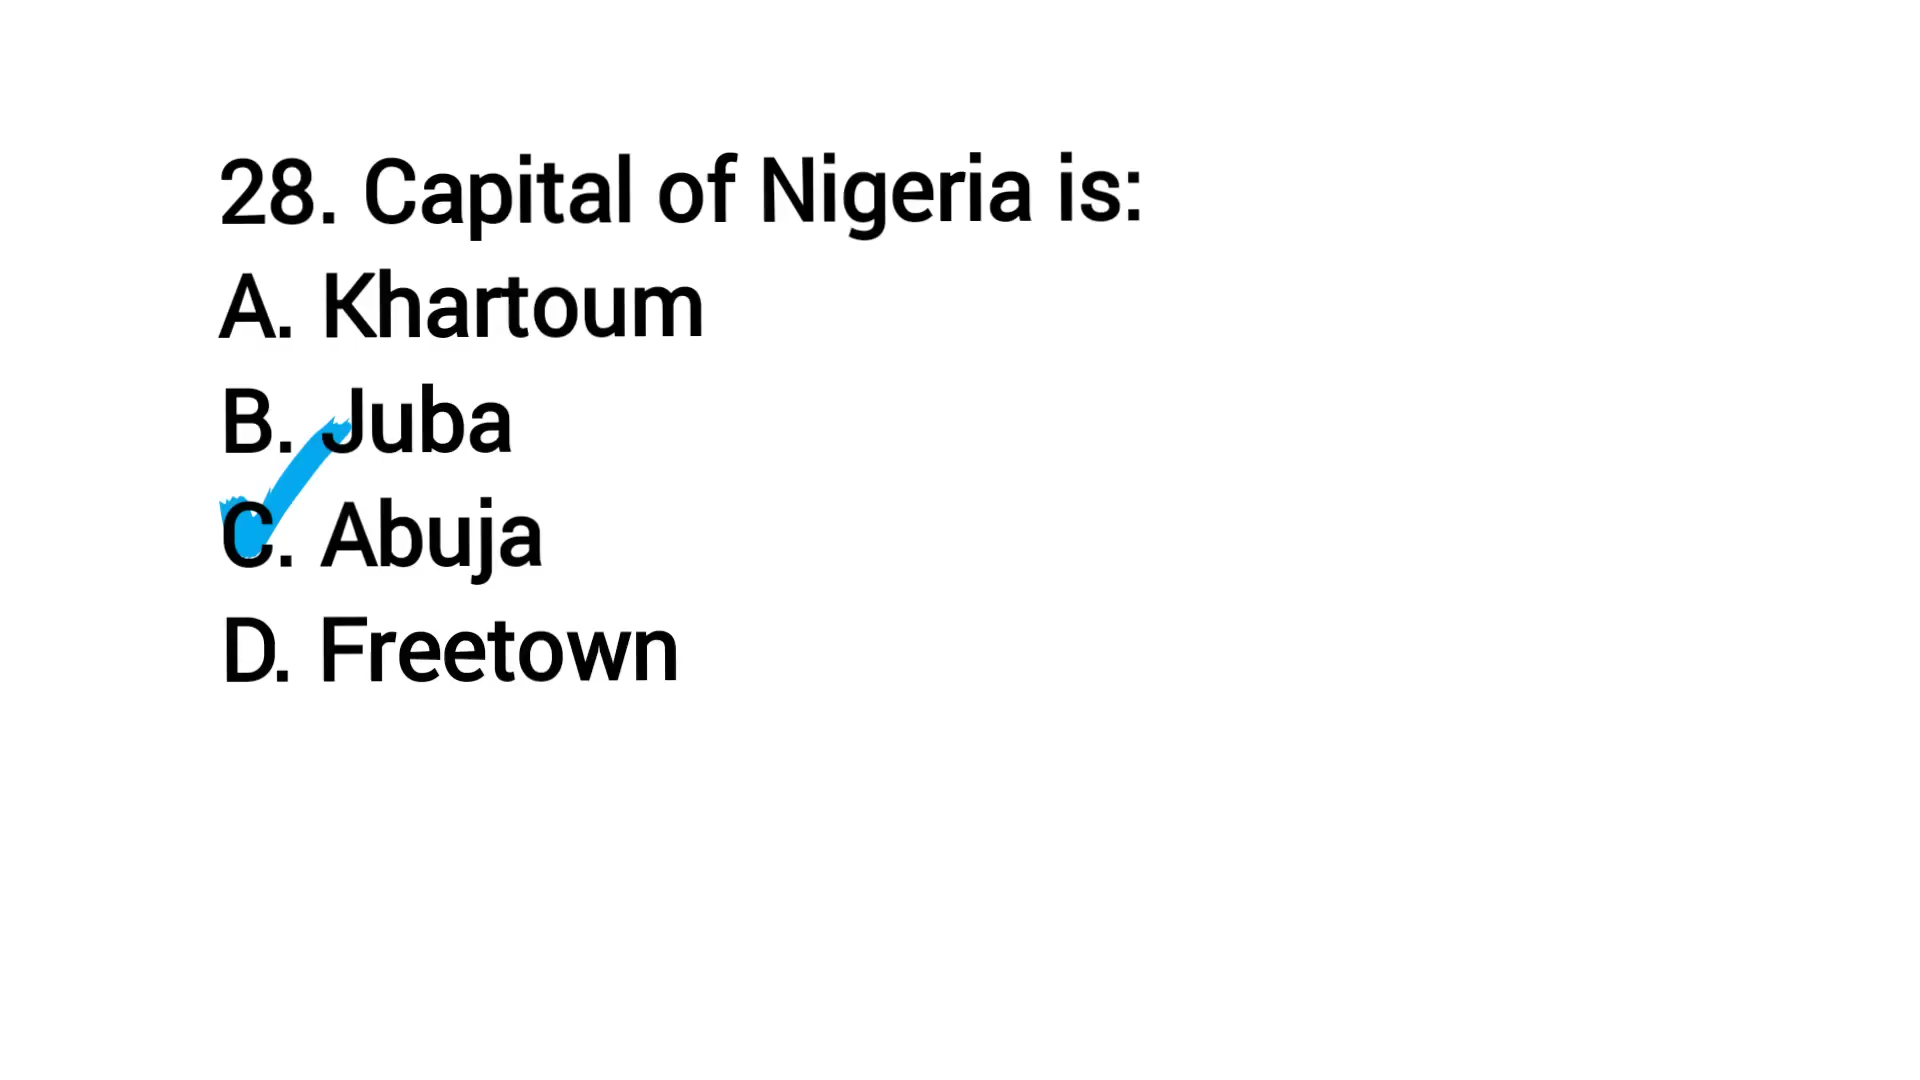 28. Capital of Nigeria is:
A. Khartoum
B. Juba
C. Abuja
D. Freetown